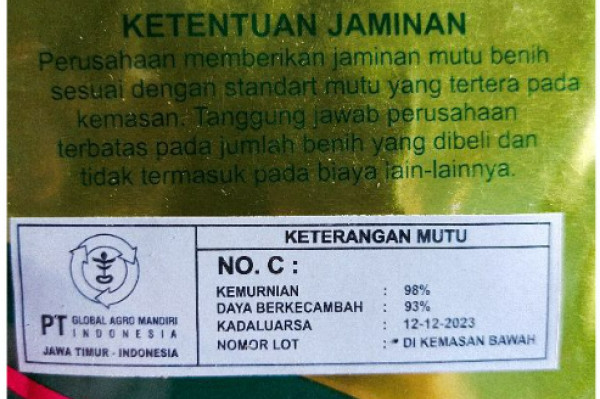 KETENTUAN JAMINAN
Perusahaan memberikan jaminan mutu benih
sesuai dengan standart mutu yang tertera pada
kemasan. Tanggung jawab perusahaan
terbatas pada jumlah benih yang dibeli dan
tidak termasuk pada biaya iain-lainnya.
KETERANGAN MUTU
NO. C :
KEMURNIAN : 98%
DAYA BERKECAMBAH : 93%
KADALUARSA : 12-12-2023
NOMOR LOT : DI KEMASAN BAWAH
PT GLOBAL AGRO MANDIRI
INDONESIA
JAWA TIMUR - INDONESIA